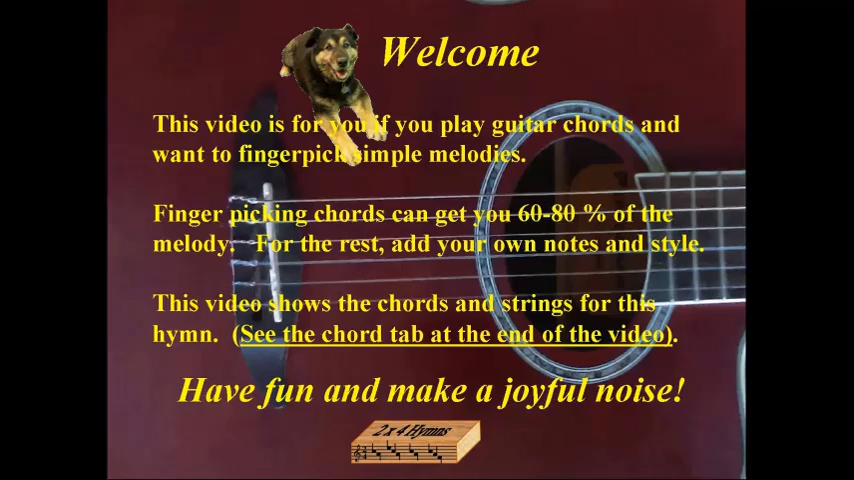 Welcome
This video is for you if you play guitar chords and
want to fingerpick simple melodies.
Finger picking chords can get you 60-80 % of the
melody. For the rest, add your own notes and style.
This video shows the chords and strings for this
hymn. (See the chord tab at the end of the video).
Have fun and make a joyful noise!
2 x 4 Hymns